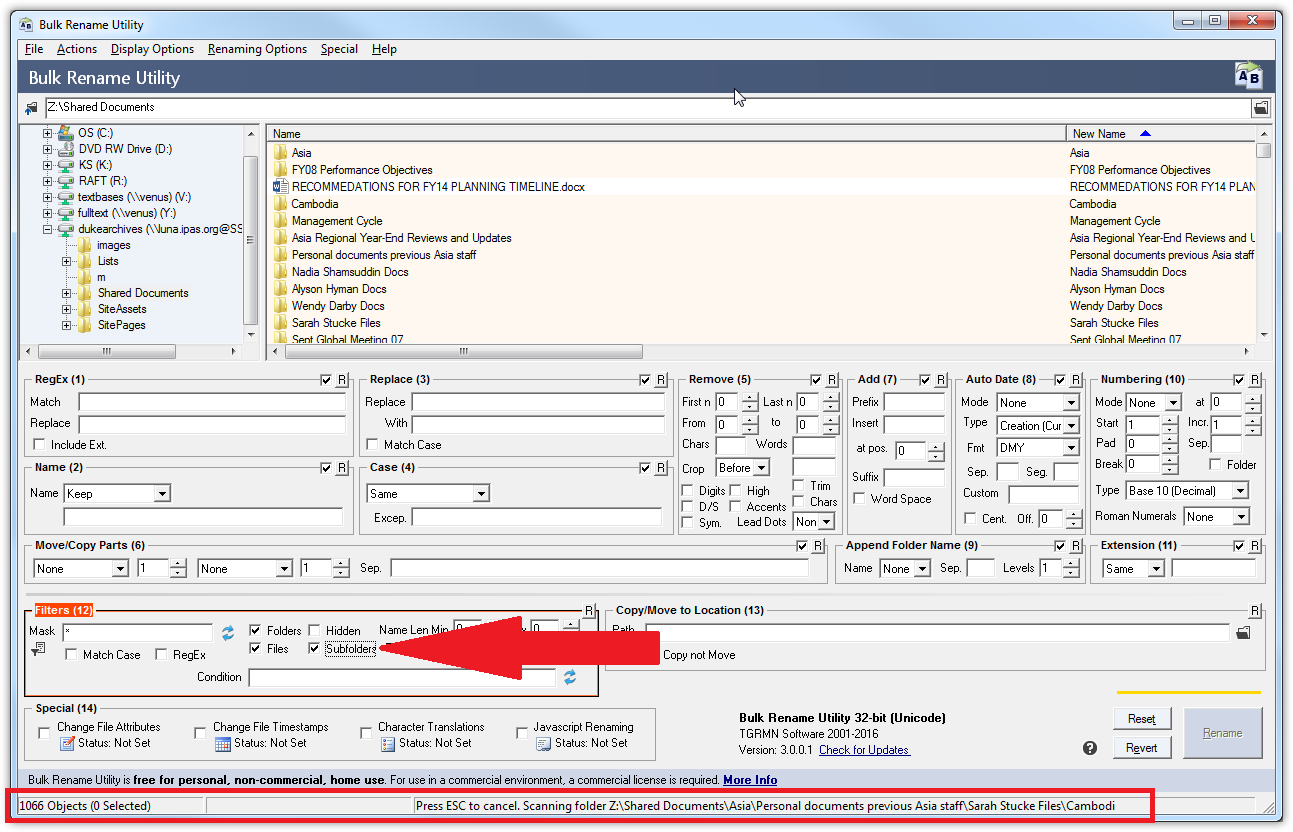 Bulk Rename Utility
File Actions Display Options Renaming Options Special Help
Bulk Rename Utility
Z:\Shared Documents
OS (C:)
DVD RW Drive (D:)
KS (K:)
RAFT (R:)
textbases (\\venus) (V:)
fulltext (\\venus) (Y:)
dukearchives (\\luna.ipas.org@SS
images
Lists
m
Shared Documents
SiteAssets
SitePages
Name New Name
Asia Asia
FY08 Performance Objectives FY08 Performance Objectives
RECOMMEDATIONS FOR FY14 PLANNING TIMELINE.docx RECOMMEDATIONS FOR FY14 PLAN
Cambodia Cambodia
Management Cycle Management Cycle
Asia Regional Year-End Reviews and Updates Asia Regional Year-End Reviews and U
Personal documents previous Asia staff Personal documents previous Asia staff
Nadia Shamsuddin Docs Nadia Shamsuddin Docs
Alyson Hyman Docs Alyson Hyman Docs
Wendy Darby Docs Wendy Darby Docs
Sarah Stucke Files Sarah Stucke Files
Sept Global Meeting 07 Sept Global Meeting 07
RegEx (1) R
Match
Replace
Include Ext.
Replace (3) R
Replace
With
Match Case
Remove (5) R
First n 0 Last n 0
From 0 to 0
Chars Words
Crop Before
Digits High Trim
D/S Accents Chars
Sym. Lead Dots Non
Add (7) R
Prefix
Insert
at pos. 0
Suffix
Word Space
Auto Date (8) R
Mode None
Type Creation (Cur
Fmt DMY
Sep. Seg.
Custom
Cent. Off. 0
Numbering (10) R
Mode None at 0
Start 1 Incr. 1
Pad 0 Sep.
Break 0 Folder
Type Base 10 (Decimal)
Roman Numerals None
Name (2) R
Name Keep
Case (4) R
Same
Excep.
Move/Copy Parts (6) R
None 1 None 1 Sep.
Append Folder Name (9) R
Name None Sep. Levels 1
Extension (11) R
Same
Filters (12) R
Mask * Folders Hidden Name Len Min 0 x 0
Files Subfolders
Match Case RegEx
Condition
Copy/Move to Location (13) R
Path
Copy not Move
Special (14)
Change File Attributes Change File Timestamps Character Translations Javascript Renaming
Status: Not Set Status: Not Set Status: Not Set Status: Not Set
Bulk Rename Utility 32-bit (Unicode)
TGRMN Software 2001-2016
Version: 3.0.0.1 Check for Updates
?
Reset
Revert
Rename
Bulk Rename Utility is free for personal, non-commercial, home use. For use in a commercial environment, a commercial license is required. More Info
1066 Objects (0 Selected) Press ESC to cancel. Scanning folder Z:\Shared Documents\Asia\Personal documents previous Asia staff\Sarah Stucke Files\Cambodi